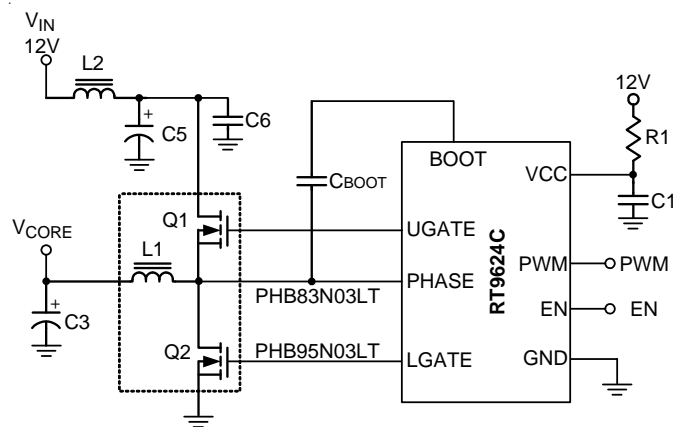 VIN
12V
L2
C5
C6
12V
R1
BOOT
VCC
CBOOT
C1
VCORE
Q1
UGATE
L1
RT9624C
PWM
PWM
PHASE
PHB83N03LT
EN
EN
C3
Q2
PHB95N03LT
LGATE
GND